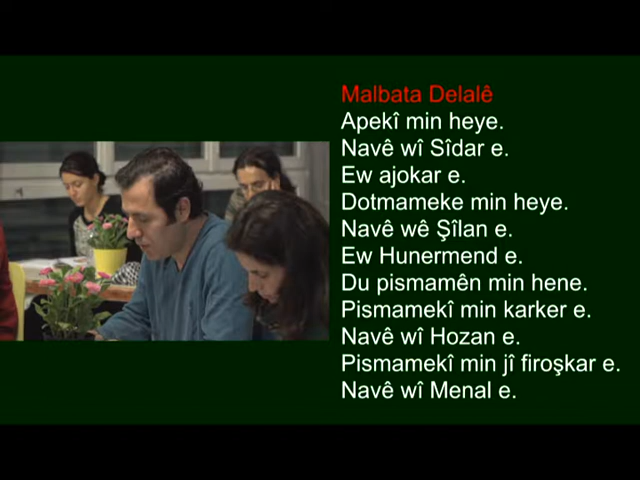 Malbata Delalê
Apekî min heye.
Navê wî Sîdar e.
Ew ajokar e.
Dotmameke min heye.
Navê wê Şîlan e.
Ew Hunermend e.
Du pismamên min hene.
Pismamekî min karker e.
Navê wî Hozan e.
Pismamekî min jî firoşkar e.
Navê wî Menal e.